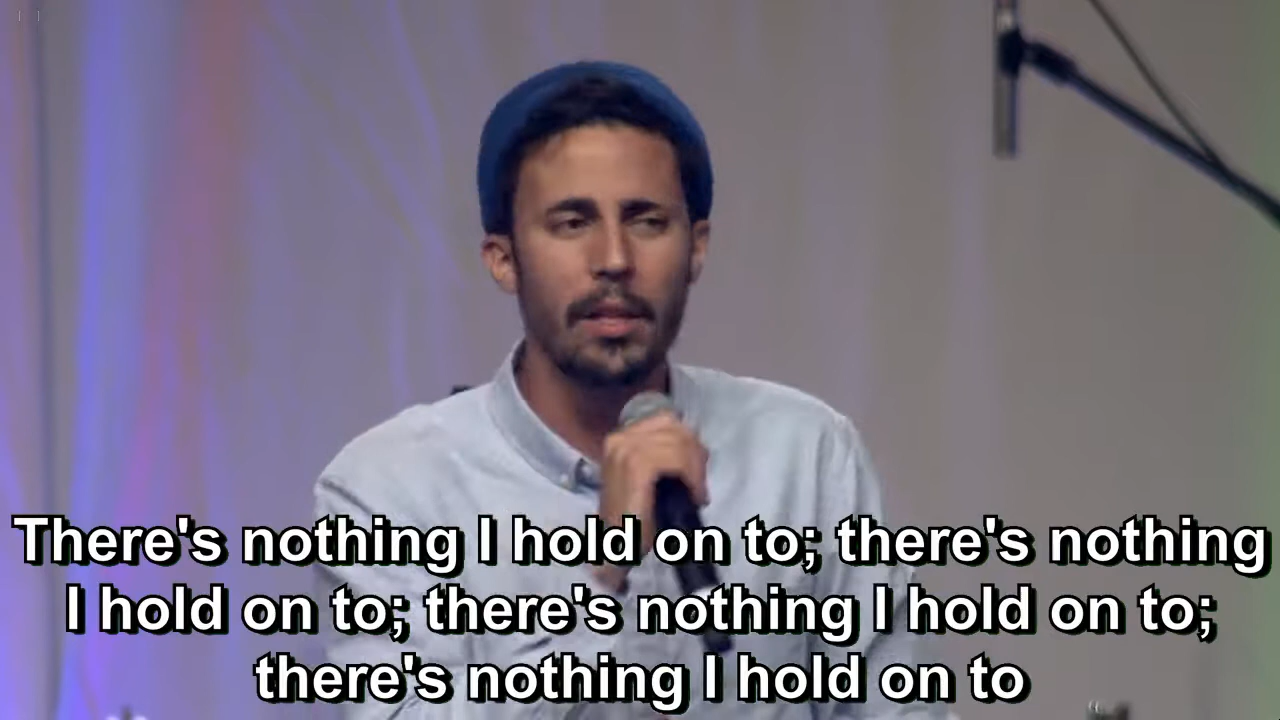 There's nothing I hold on to; there's nothing
I hold on to; there's nothing I hold on to;
there's nothing I hold on to